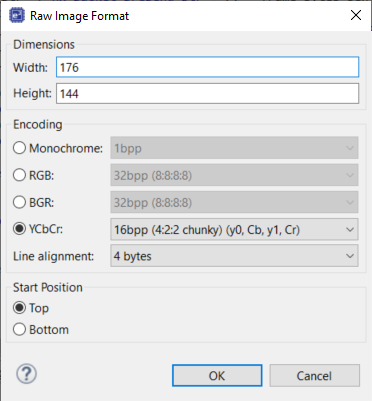 Raw Image Format
Dimensions
Width: 176
Height: 144
Encoding
Monochrome: 1bpp
RGB: 32bpp (8:8:8:8)
BGR: 32bpp (8:8:8:8)
YCbCr: 16bpp (4:2:2 chunky) (y0, Cb, y1, Cr)
Line alignment: 4 bytes
Start Position
Top
Bottom
? OK Cancel